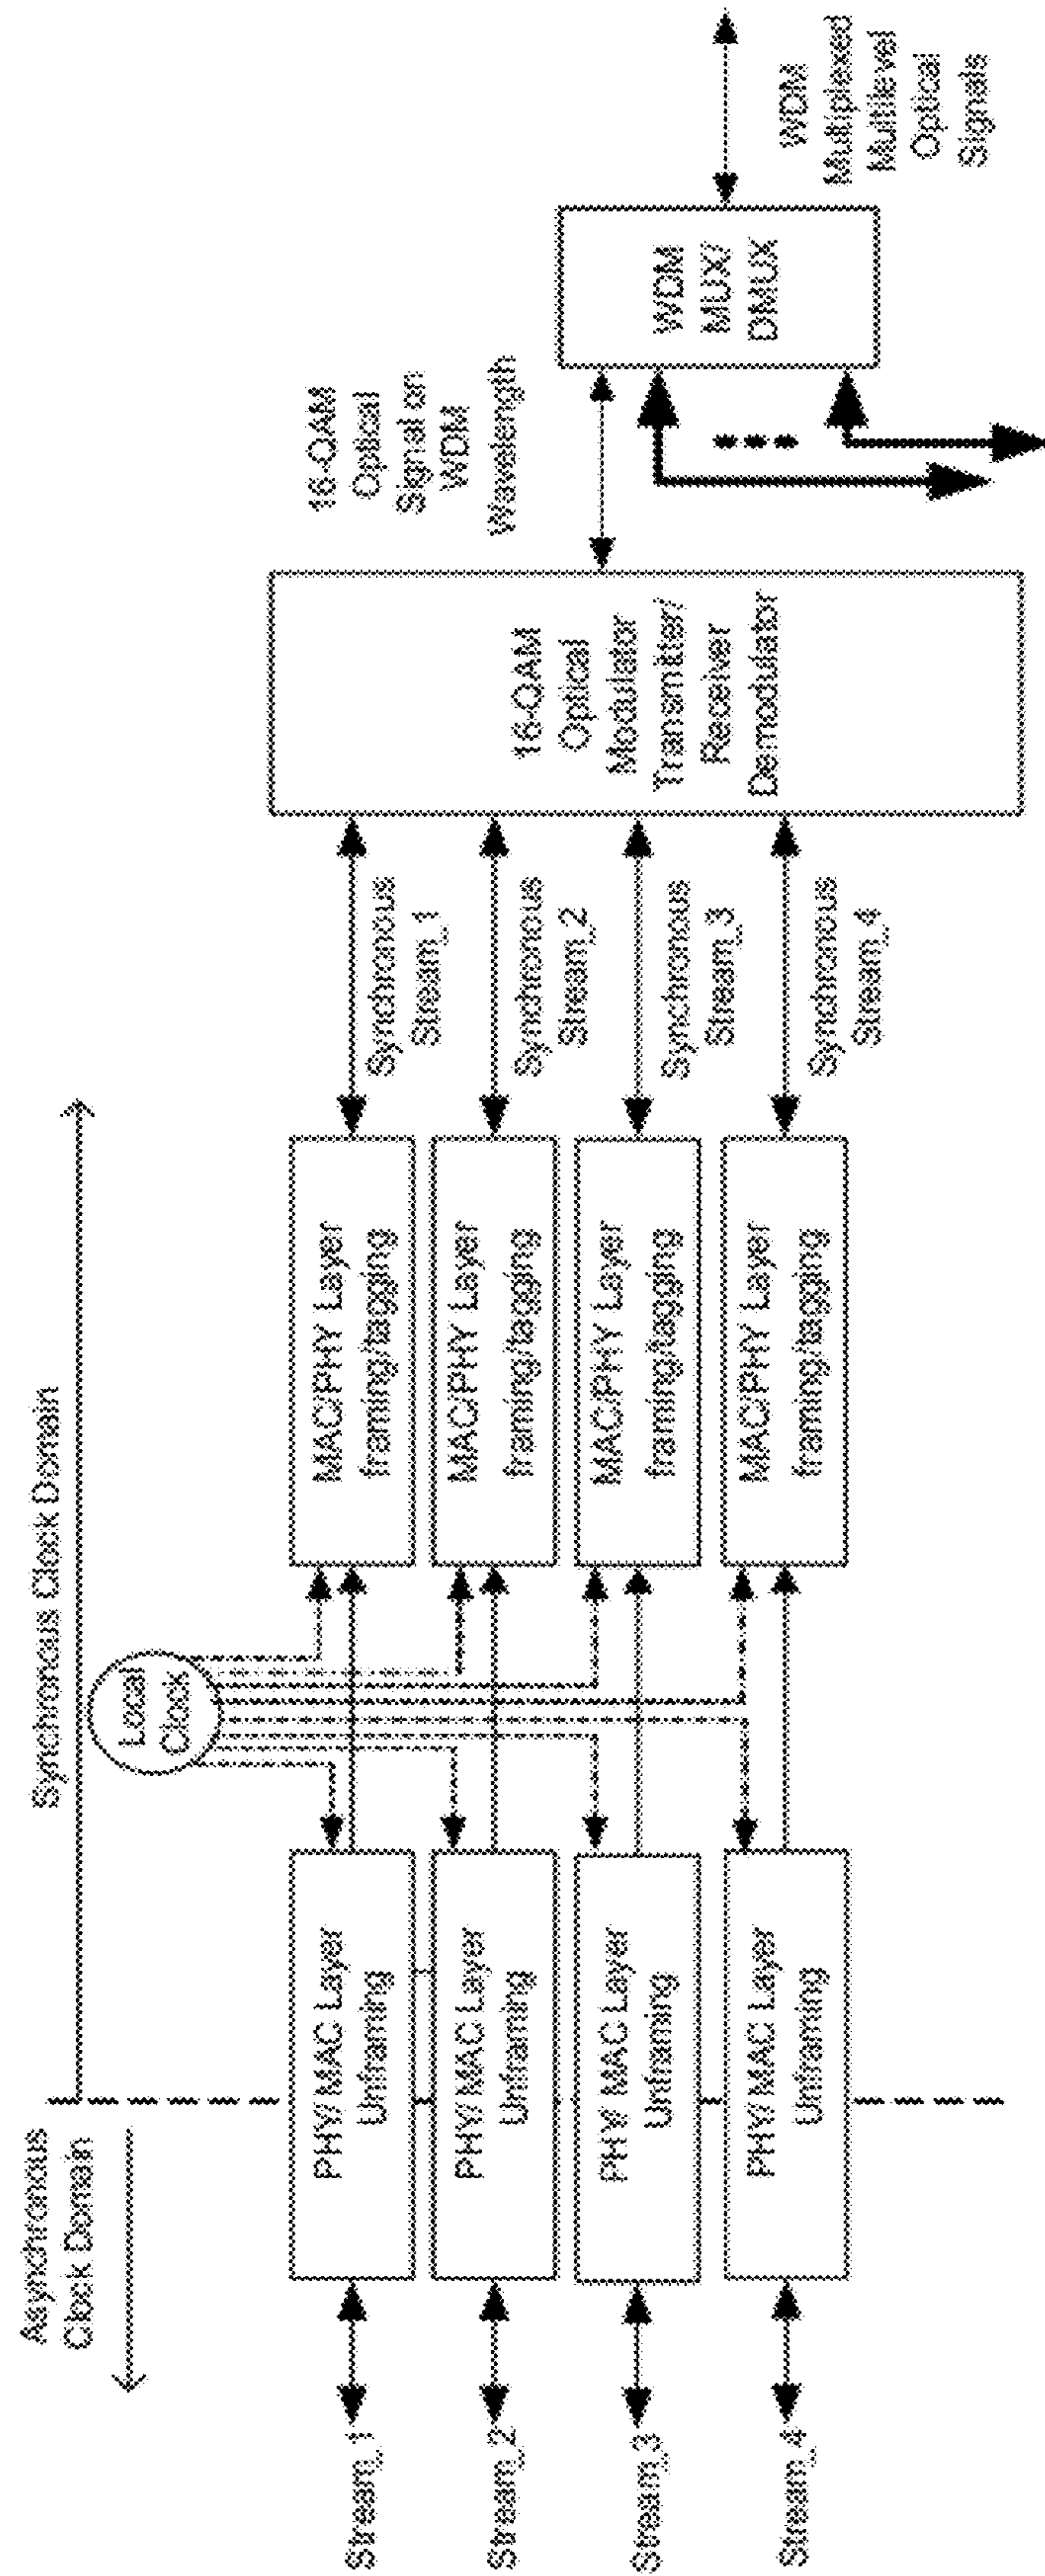 Asynchronous
Clock Domain
Synchronous Clock Domain
Local
Clock
Stream_1
Stream_2
Stream_3
Stream_4
PHY/ MAC Layer
Unframing
PHY/ MAC Layer
Unframing
PHY/ MAC Layer
Unframing
PHY/ MAC Layer
Unframing
MAC/PHY Layer
framing/tagging
MAC/PHY Layer
framing/tagging
MAC/PHY Layer
framing/tagging
MAC/PHY Layer
framing/tagging
Synchronous
Stream_1
Synchronous
Stream_2
Synchronous
Stream_3
Synchronous
Stream_4
16-QAM
Optical
Modulator
Transmitter/
Receiver
Demodulator
16-QAM
Optical
Signal on
WDM
Wavelength
WDM
MUX/
DMUX
WDM
Multiplexed
Multilevel
Optical
Signals